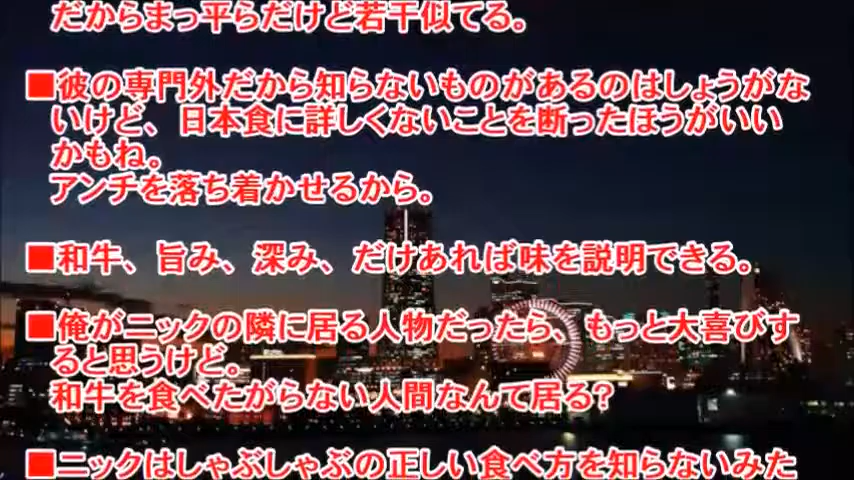 だからまっ平らだけど若干似てる。
■彼の専門外だから知らないものがあるのはしょうがな
いけど、日本食に詳しくないことを断ったほうがいい
かもね。
アンチを落ち着かせるから。
■和牛、旨み、深み、だけあれば味を説明できる。
■俺がニックの隣に居る人物だったら、もっと大喜びす
ると思うけど。
和牛を食べたがらない人間なんて居る?
■ニックはしゃぶしゃぶの正しい食べ方を知らないみた